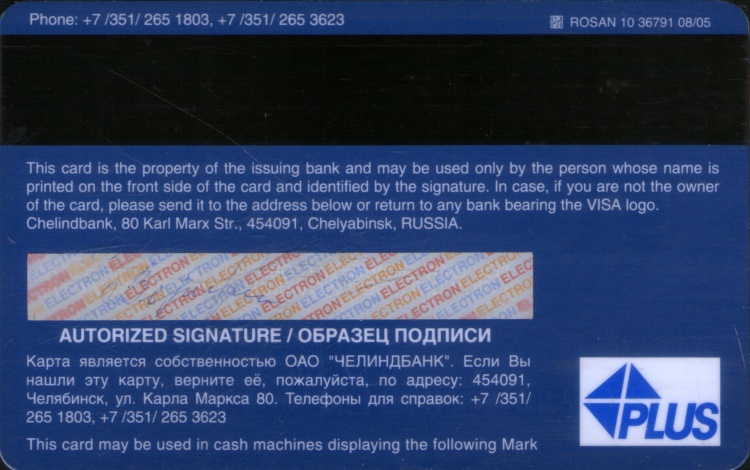 Phone: +7 /351/ 265 1803, +7 /351/ 265 3623
ROSAN 10 36791 08/05
This card is the property of the issuing bank and may be used only by the person whose name is
printed on the front side of the card and identified by the signature. In case, if you are not the owner
of the card, please send it to the address below or return to any bank bearing the VISA logo.
Chelindbank, 80 Karl Marx Str., 454091, Chelyabinsk, RUSSIA.
ELECTRON ELECTRON ELECTRON ELECTRON ELECTRON
AUTORIZED SIGNATURE / ОБРАЗЕЦ ПОДПИСИ
Карта является собственностью ОАО "ЧЕЛИНДБАНК". Если Вы
нашли эту карту, верните её, пожалуйста, по адресу: 454091,
Челябинск, ул. Карла Маркса 80. Телефоны для справок: +7 /351/
265 1803, +7 /351/ 265 3623
This card may be used in cash machines displaying the following Mark
PLUS